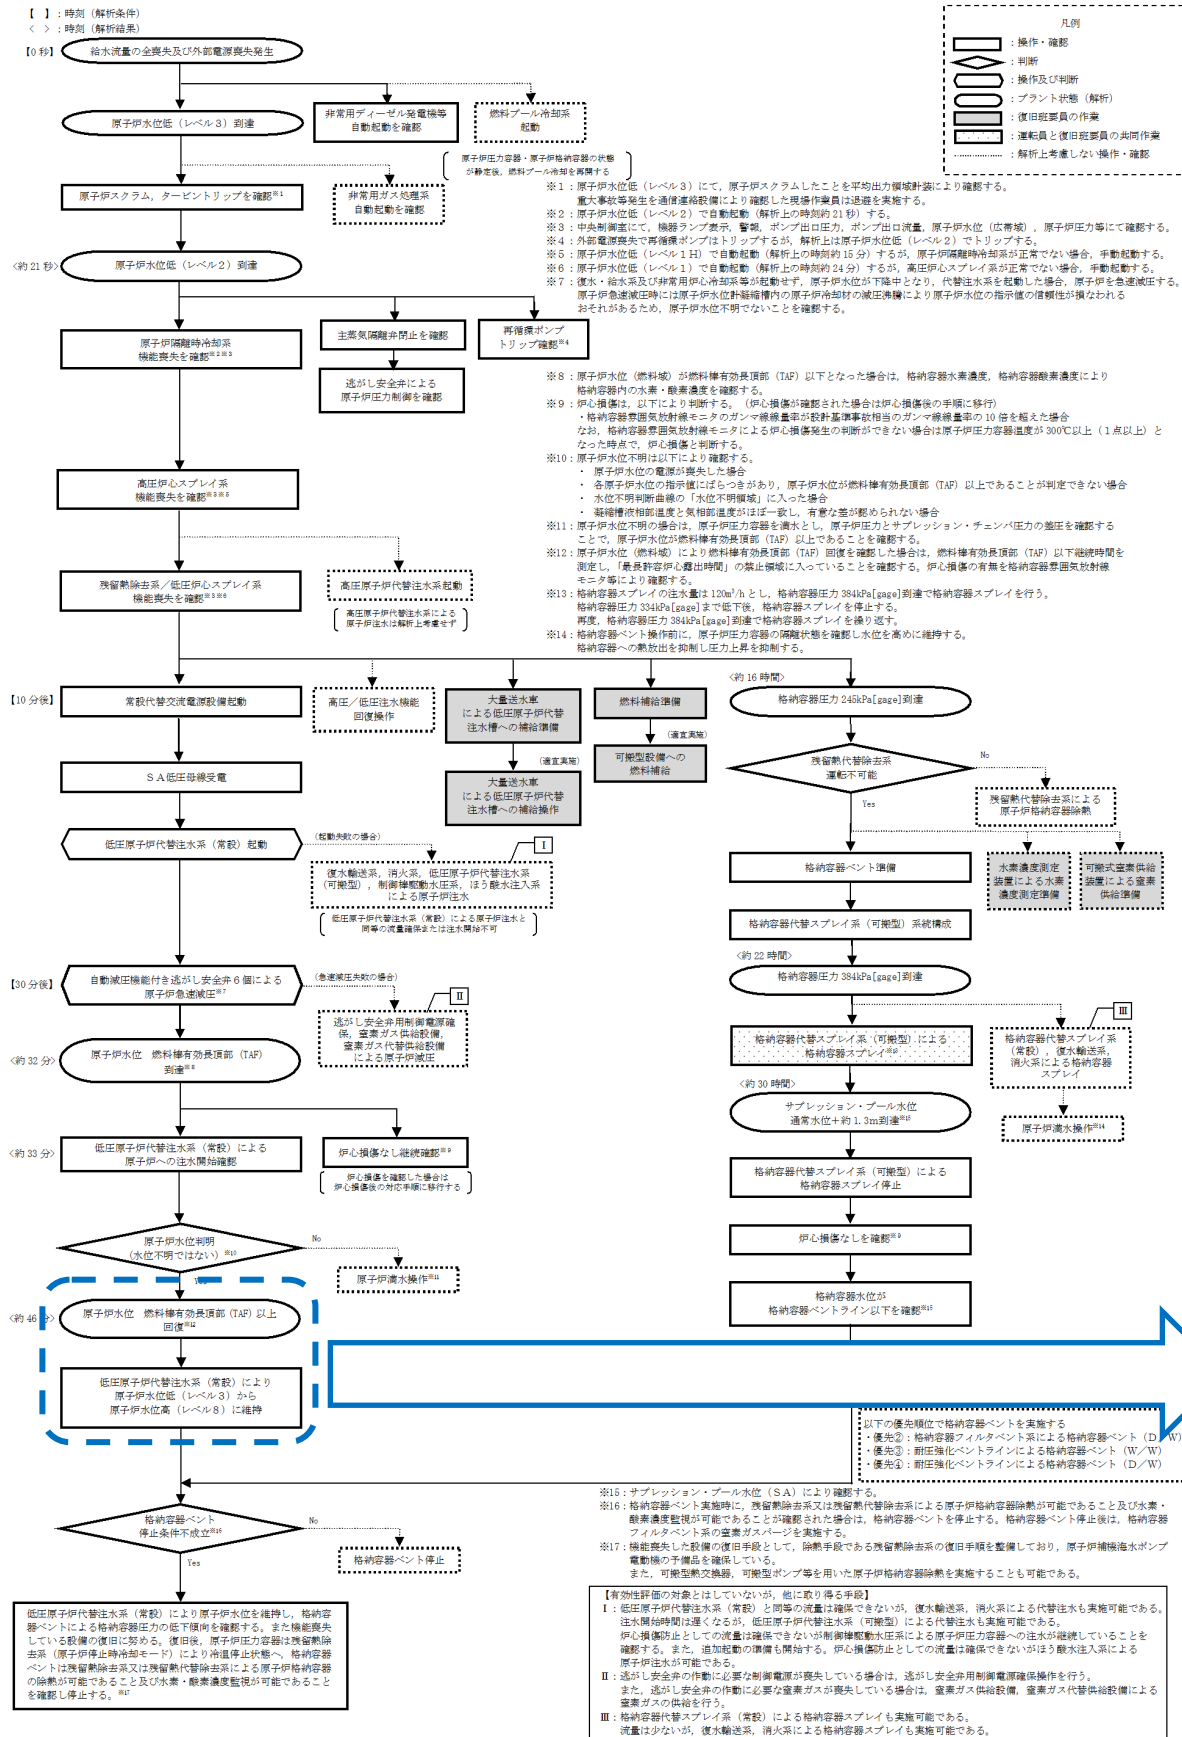 【 】：時刻（解析条件）
＜ ＞：時刻（解析結果）
【0秒】
給水流量の全喪失及び外部電源喪失発生
原子炉水位低（レベル３）到達
非常用ディーゼル発電機等
自動起動を確認
燃料プール冷却系
起動
原子炉圧力容器・原子炉格納容器の状態
が静定後，燃料プール冷却を再開する
原子炉スクラム，タービントリップを確認※１
非常用ガス処理系
自動起動を確認
<約21秒>
原子炉水位低（レベル２）到達
原子炉隔離時冷却系
機能喪失を確認※２※３
主蒸気隔離弁閉止を確認
再循環ポンプ
トリップ確認※４
逃がし安全弁による
原子炉圧力制御を確認
高圧炉心スプレイ系
機能喪失を確認※３※５
残留熱除去系／低圧炉心スプレイ系
機能喪失を確認※３※６
高圧原子炉代替注水系起動
高圧原子炉代替注水系による
原子炉注水は解析上考慮せず
【10分後】
常設代替交流電源設備起動
高圧／低圧注水機能
回復操作
大量送水車
による低圧原子炉代替
注水槽への補給準備
（適宜実施）
大量送水車
による低圧原子炉代替
注水槽への補給操作
燃料補給準備
（適宜実施）
可搬型設備への
燃料補給
ＳＡ低圧母線受電
低圧原子炉代替注水系（常設）起動
（起動失敗の場合）
Ⅰ
復水輸送系，消火系，低圧原子炉代替注水系
（可搬型），制御棒駆動水圧系，ほう酸水注入系
による原子炉注水
低圧原子炉代替注水系（常設）による原子炉注水と
同等の流量確保または注水開始不可
【30分後】
自動減圧機能付き逃がし安全弁６個による
原子炉急速減圧※７
（急速減圧失敗の場合）
Ⅱ
逃がし安全弁用制御電源確
保，窒素ガス供給設備，
窒素ガス代替供給設備
による原子炉減圧
<約32分>
原子炉水位　燃料棒有効長頂部（TAF）
到達※８
<約33分>
低圧原子炉代替注水系（常設）による
原子炉への注水開始確認
炉心損傷なし継続確認※９
炉心損傷を確認した場合は
炉心損傷後の対応手順に移行する
原子炉水位判明
（水位不明ではない）※10
No
Yes
原子炉満水操作※11
<約46分>
原子炉水位　燃料棒有効長頂部（TAF）以上
回復※12
低圧原子炉代替注水系（常設）により
原子炉水位低（レベル３）から
原子炉水位高（レベル８）に維持
格納容器ベント
停止条件不成立※16
No
Yes
格納容器ベント停止
低圧原子炉代替注水系（常設）により原子炉水位を維持し，格納容
器ベントによる格納容器圧力の低下傾向を確認する。また機能喪失
している設備の復旧に努める。復旧後，原子炉圧力容器は残留熱除
去系（原子炉停止時冷却モード）により冷温停止状態へ，格納容器
ベントは残留熱除去系又は残留熱代替除去系による原子炉格納容器
の除熱が可能であること及び水素・酸素濃度監視が可能であること
を確認し停止する。※17
凡例
：操作・確認
：判断
：操作及び判断
：プラント状態（解析）
：復旧班要員の作業
：運転員と復旧班要員の共同作業
：解析上考慮しない操作・確認
※１：原子炉水位低（レベル３）にて，原子炉スクラムしたことを平均出力領域計装により確認する。
重大事故等発生を通信連絡設備により確認した現場作業員は退避を実施する。
※２：原子炉水位低（レベル２）で自動起動（解析上の時刻約21秒）する。
※３：中央制御室にて，機器ランプ表示，警報，ポンプ出口圧力，ポンプ出口流量，原子炉水位（広帯域），原子炉圧力等にて確認する。
※４：外部電源喪失で再循環ポンプはトリップするが，解析上は原子炉水位低（レベル２）でトリップする。
※５：原子炉水位低（レベル１Ｈ）で自動起動（解析上の時刻約15分）するが，原子炉隔離時冷却系が正常でない場合，手動起動する。
※６：原子炉水位低（レベル１）で自動起動（解析上の時刻約24分）するが，高圧炉心スプレイ系が正常でない場合，手動起動する。
※７：復水・給水系及び非常用炉心冷却系等が起動せず，原子炉水位が下降中となり，代替注水系を起動した場合，原子炉を急速減圧する。
原子炉急速減圧時には原子炉水位計凝縮槽内の原子炉冷却材の減圧沸騰により原子炉水位の指示値の信頼性が損なわれる
おそれがあるため，原子炉水位不明でないことを確認する。
※８：原子炉水位（燃料域）が燃料棒有効長頂部（TAF）以下となった場合は，格納容器水素濃度，格納容器酸素濃度により
格納容器内の水素・酸素濃度を確認する。
※９：炉心損傷は，以下により判断する。（炉心損傷が確認された場合は炉心損傷後の手順に移行）
・格納容器雰囲気放射線モニタのガンマ線線量率が設計基準事故相当のガンマ線線量率の10倍を超えた場合
なお，格納容器雰囲気放射線モニタによる炉心損傷発生の判断ができない場合は原子炉圧力容器温度が300℃以上（１点以上）と
なった時点で，炉心損傷と判断する。
※10：原子炉水位不明は以下により確認する。
・ 原子炉水位の電源が喪失した場合
・ 各原子炉水位の指示値にばらつきがあり，原子炉水位が燃料棒有効長頂部（TAF）以上であることが判定できない場合
・ 水位不明判断曲線の「水位不明領域」に入った場合
・ 凝縮槽液相部温度と気相部温度がほぼ一致し，有意な差が認められない場合
※11：原子炉水位不明の場合は，原子炉圧力容器を満水とし，原子炉圧力とサプレッション・チェンバ圧力の差圧を確認する
ことで，原子炉水位が燃料棒有効長頂部（TAF）以上であることを確認する。
※12：原子炉水位（燃料域）により燃料棒有効長頂部（TAF）回復を確認した場合は，燃料棒有効長頂部（TAF）以下継続時間を
測定し，「最長許容炉心露出時間」の禁止領域に入っていることを確認する。炉心損傷の有無を格納容器雰囲気放射線
モニタ等により確認する。
※13：格納容器スプレイの注水量は120m³/hとし，格納容器圧力384kPa[gage]到達で格納容器スプレイを行う。
格納容器圧力334kPa[gage]まで低下後，格納容器スプレイを停止する。
再度，格納容器圧力384kPa[gage]到達で格納容器スプレイを繰り返す。
※14：格納容器ベント操作前に，原子炉圧力容器の隔離状態を確認し水位を高めに維持する。
格納容器への熱放出を抑制し圧力上昇を抑制する。
<約16時間>
格納容器圧力245kPa[gage]到達
残留熱代替除去系
運転不可能
No
Yes
残留熱代替除去系による
原子炉格納容器除熱
格納容器ベント準備
水素濃度測定
装置による水素
濃度測定準備
可搬式窒素供給
装置による窒素
供給準備
格納容器代替スプレイ系（可搬型）系統構成
<約22時間>
格納容器圧力384kPa[gage]到達
Ⅲ
格納容器代替スプレイ系（可搬型）による
格納容器スプレイ※13
格納容器代替スプレイ系
（常設），復水輸送系，
消火系による格納容器
スプレイ
原子炉満水操作※14
<約30時間>
サプレッション・プール水位
通常水位＋約1.3m到達※15
格納容器代替スプレイ系（可搬型）による
格納容器スプレイ停止
炉心損傷なしを確認※９
格納容器水位が
格納容器ベントライン以下を確認※15
以下の優先順位で格納容器ベントを実施する
・優先②：格納容器フィルタベント系による格納容器ベント（Ｄ／Ｗ）
・優先③：耐圧強化ベントラインによる格納容器ベント（Ｗ／Ｗ）
・優先④：耐圧強化ベントラインによる格納容器ベント（Ｄ／Ｗ）
※15：サプレッション・プール水位（ＳＡ）により確認する。
※16：格納容器ベント実施時に，残留熱除去系又は残留熱代替除去系による原子炉格納容器除熱が可能であること及び水素・
酸素濃度監視が可能であることが確認された場合は，格納容器ベントを停止する。格納容器ベント停止後は，格納容器
フィルタベント系の窒素ガスパージを実施する。
※17：機能喪失した設備の復旧手段として，除熱手段である残留熱除去系の復旧手順を整備しており，原子炉補機海水ポンプ
電動機の予備品を確保している。
また，可搬型熱交換器，可搬型ポンプ等を用いた原子炉格納容器除熱を実施することも可能である。
【有効性評価の対象とはしていないが，他に取り得る手段】
Ⅰ：低圧原子炉代替注水系（常設）と同等の流量は確保できないが，復水輸送系，消火系による代替注水も実施可能である。
注水開始時間は遅くなるが，低圧原子炉代替注水系（可搬型）による代替注水も実施可能である。
炉心損傷防止としての流量は確保できないが制御棒駆動水圧系による原子炉圧力容器への注水が継続していることを
確認する。また，追加起動の準備も開始する。炉心損傷防止としての流量は確保できないがほう酸水注入系による
原子炉注水が可能である。
Ⅱ：逃がし安全弁の作動に必要な制御電源が喪失している場合は，逃がし安全弁用制御電源確保操作を行う。
また，逃がし安全弁の作動に必要な窒素ガスが喪失している場合は，窒素ガス供給設備，窒素ガス代替供給設備による
窒素ガスの供給を行う。
Ⅲ：格納容器代替スプレイ系（常設）による格納容器スプレイも実施可能である。
流量は少ないが，復水輸送系，消火系による格納容器スプレイも実施可能である。